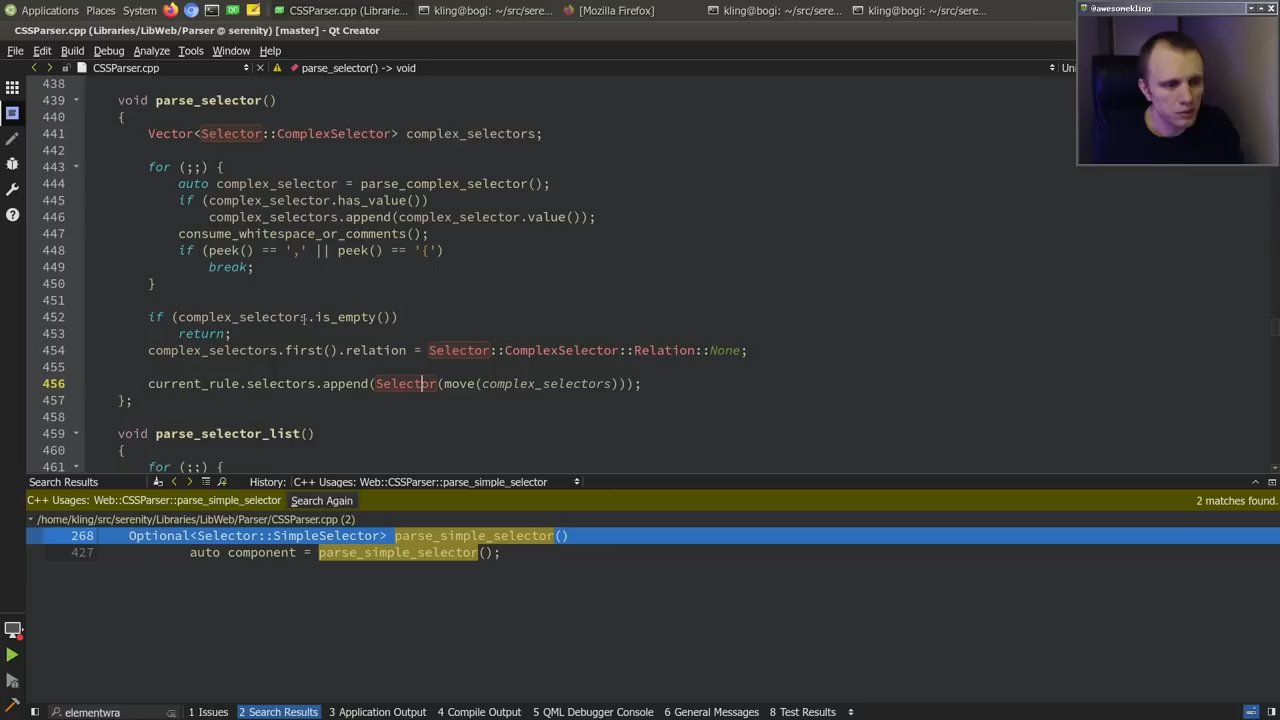 Applications Places System CSSParser.cpp (Librarie... kling@bogi: ~/src/sere... [Mozilla Firefox] kling@bogi: ~/src/sere... kling@bogi: ~/src/sere...
@awesomekling
CSSParser.cpp (Libraries/LibWeb/Parser @ serenity) [master] - Qt Creator
File Edit Build Debug Analyze Tools Window Help
CSSParser.cpp parse_selector() -> void Uni
438
439 void parse_selector()
440 {
441 Vector<Selector::ComplexSelector> complex_selectors;
442
443 for (;;) {
444 auto complex_selector = parse_complex_selector();
445 if (complex_selector.has_value())
446 complex_selectors.append(complex_selector.value());
447 consume_whitespace_or_comments();
448 if (peek() == ',' || peek() == '{')
449 break;
450 }
451
452 if (complex_selectors.is_empty())
453 return;
454 complex_selectors.first().relation = Selector::ComplexSelector::Relation::None;
455
456 current_rule.selectors.append(Selector(move(complex_selectors)));
457 };
458
459 void parse_selector_list()
460 {
461 for (;;) {
Search Results History: C++ Usages: Web::CSSParser::parse_simple_selector
C++ Usages: Web::CSSParser::parse_simple_selector Search Again 2 matches found.
/home/kling/src/serenity/Libraries/LibWeb/Parser/CSSParser.cpp (2)
268 Optional<Selector::SimpleSelector> parse_simple_selector()
427 auto component = parse_simple_selector();
elementwra 1 Issues 2 Search Results 3 Application Output 4 Compile Output 5 QML Debugger Console 6 General Messages 8 Test Results